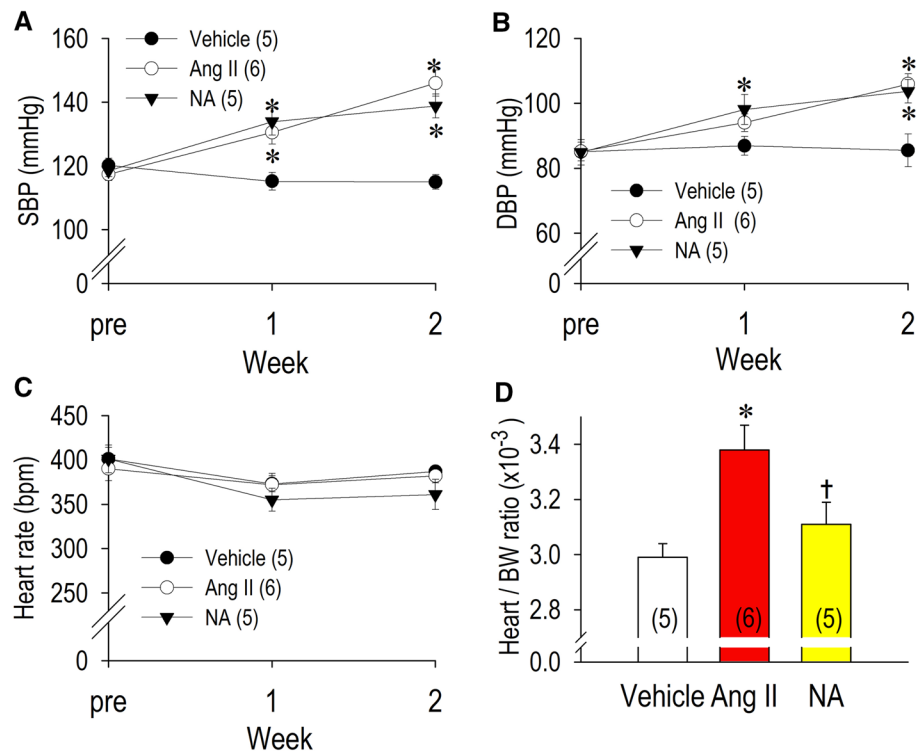 A
SBP (mmHg)
160
140
120
100
0
Vehicle (5)
Ang II (6)
NA (5)
*
*
*
*
pre
1
2
Week
B
DBP (mmHg)
120
100
80
60
0
*
*
*
Vehicle (5)
Ang II (6)
NA (5)
pre
1
2
Week
C
Heart rate (bpm)
450
400
350
300
250
0
Vehicle (5)
Ang II (6)
NA (5)
pre
1
2
Week
D
Heart / BW ratio (x10⁻³)
3.4
3.2
3.0
2.8
0.0
*
†
(5)
(6)
(5)
Vehicle Ang II NA